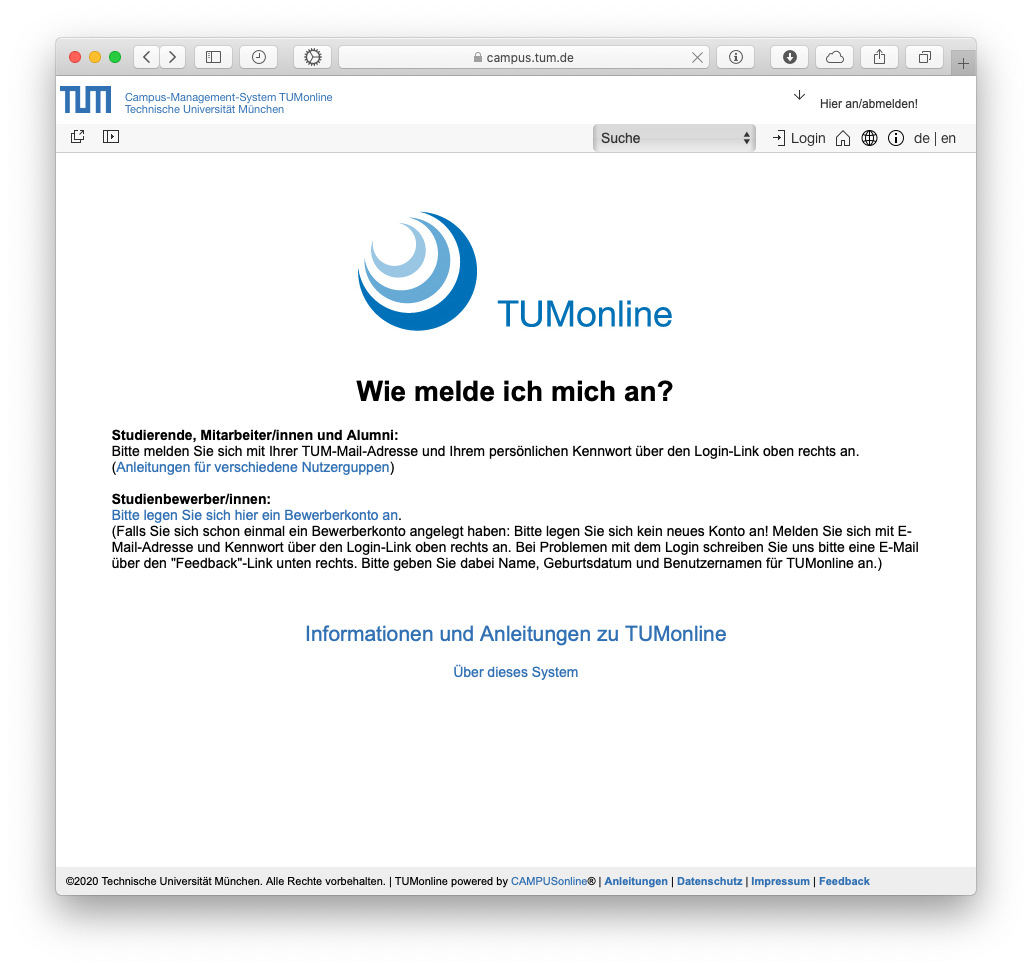 campus.tum.de
TUM
Campus-Management-System TUMonline
Technische Universität München
Hier an/abmelden!
Suche
Login
de | en
TUMonline
Wie melde ich mich an?
Studierende, Mitarbeiter/innen und Alumni:
Bitte melden Sie sich mit Ihrer TUM-Mail-Adresse und Ihrem persönlichen Kennwort über den Login-Link oben rechts an.
(Anleitungen für verschiedene Nutzerguppen)
Studienbewerber/innen:
Bitte legen Sie sich hier ein Bewerberkonto an.
(Falls Sie sich schon einmal ein Bewerberkonto angelegt haben: Bitte legen Sie sich kein neues Konto an! Melden Sie sich mit E-
Mail-Adresse und Kennwort über den Login-Link oben rechts an. Bei Problemen mit dem Login schreiben Sie uns bitte eine E-Mail
über den "Feedback"-Link unten rechts. Bitte geben Sie dabei Name, Geburtsdatum und Benutzernamen für TUMonline an.)
Informationen und Anleitungen zu TUMonline
Über dieses System
©2020 Technische Universität München. Alle Rechte vorbehalten. | TUMonline powered by CAMPUSonline® | Anleitungen | Datenschutz | Impressum | Feedback